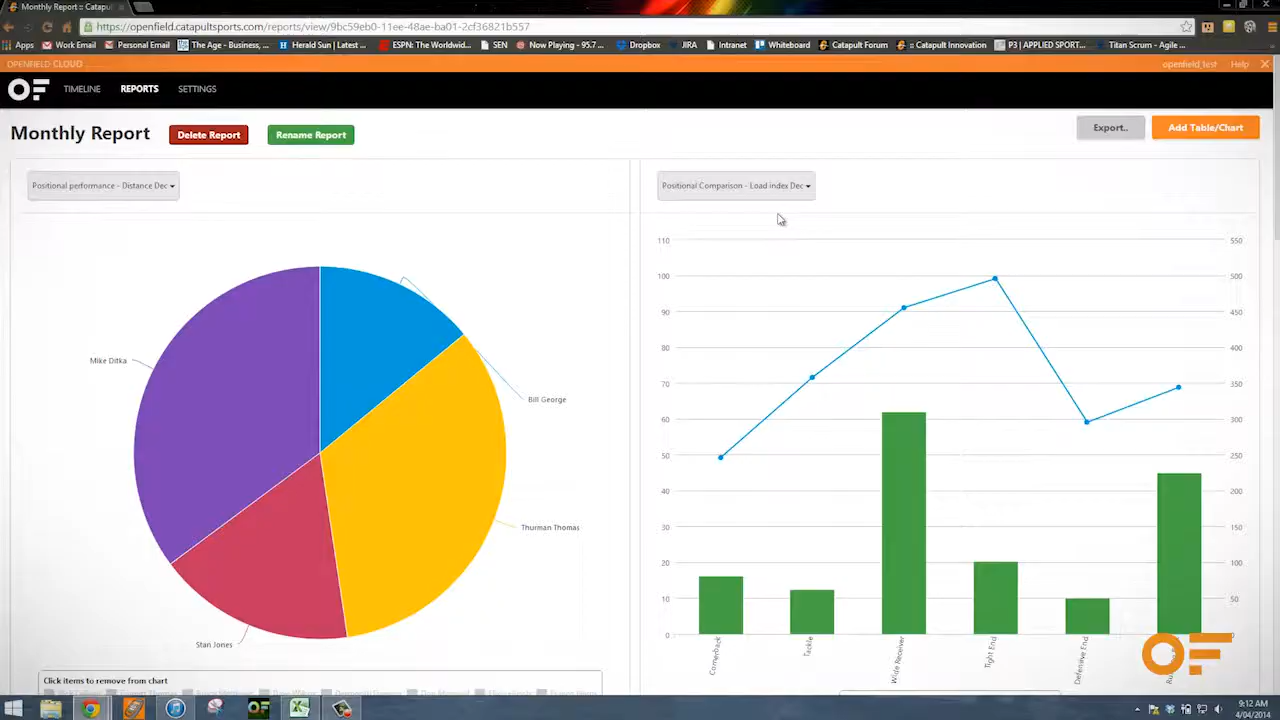 Monthly Report :: Catapul
https://openfield.catapultsports.com/reports/view/9bc59eb0-11ee-48ae-ba01-2cf36821b557
Apps Work Email Personal Email The Age - Business, ... Herald Sun | Latest ... ESPN: The Worldwid... SEN Now Playing - 95.7 ... Dropbox JIRA Intranet Whiteboard Catapult Forum :: Catapult Innovation P3 | APPLIED SPORT... Titan Scrum - Agile ...
OPENFIELD CLOUD openfield_test Help
OF TIMELINE REPORTS SETTINGS
Monthly Report Delete Report Rename Report Export.. Add Table/Chart
Positional performance - Distance Dec
Mike Ditka
Bill George
Thurman Thomas
Stan Jones
Click items to remove from chart
Positional Comparison - Load index Dec
110 550
100 500
90 450
80 400
70 350
60 300
50 250
40 200
30 150
20 100
10 50
0 0
Cornerback Tackle Wide Receiver Tight End Defensive End
OF
9:12 AM
4/04/2014